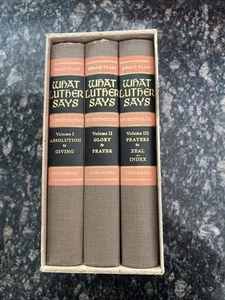 EWALD PLASS
WHAT
LUTHER
SAYS
AN ANTHOLOGY
Volume I
ABSOLUTION
to
GIVING
CONCORDIA
EWALD PLASS
WHAT
LUTHER
SAYS
AN ANTHOLOGY
Volume II
GLORY
to
PRAYER
CONCORDIA
EWALD PLASS
WHAT
LUTHER
SAYS
AN ANTHOLOGY
Volume III
PRAYERS
to
ZEAL
INDEX
CONCORDIA